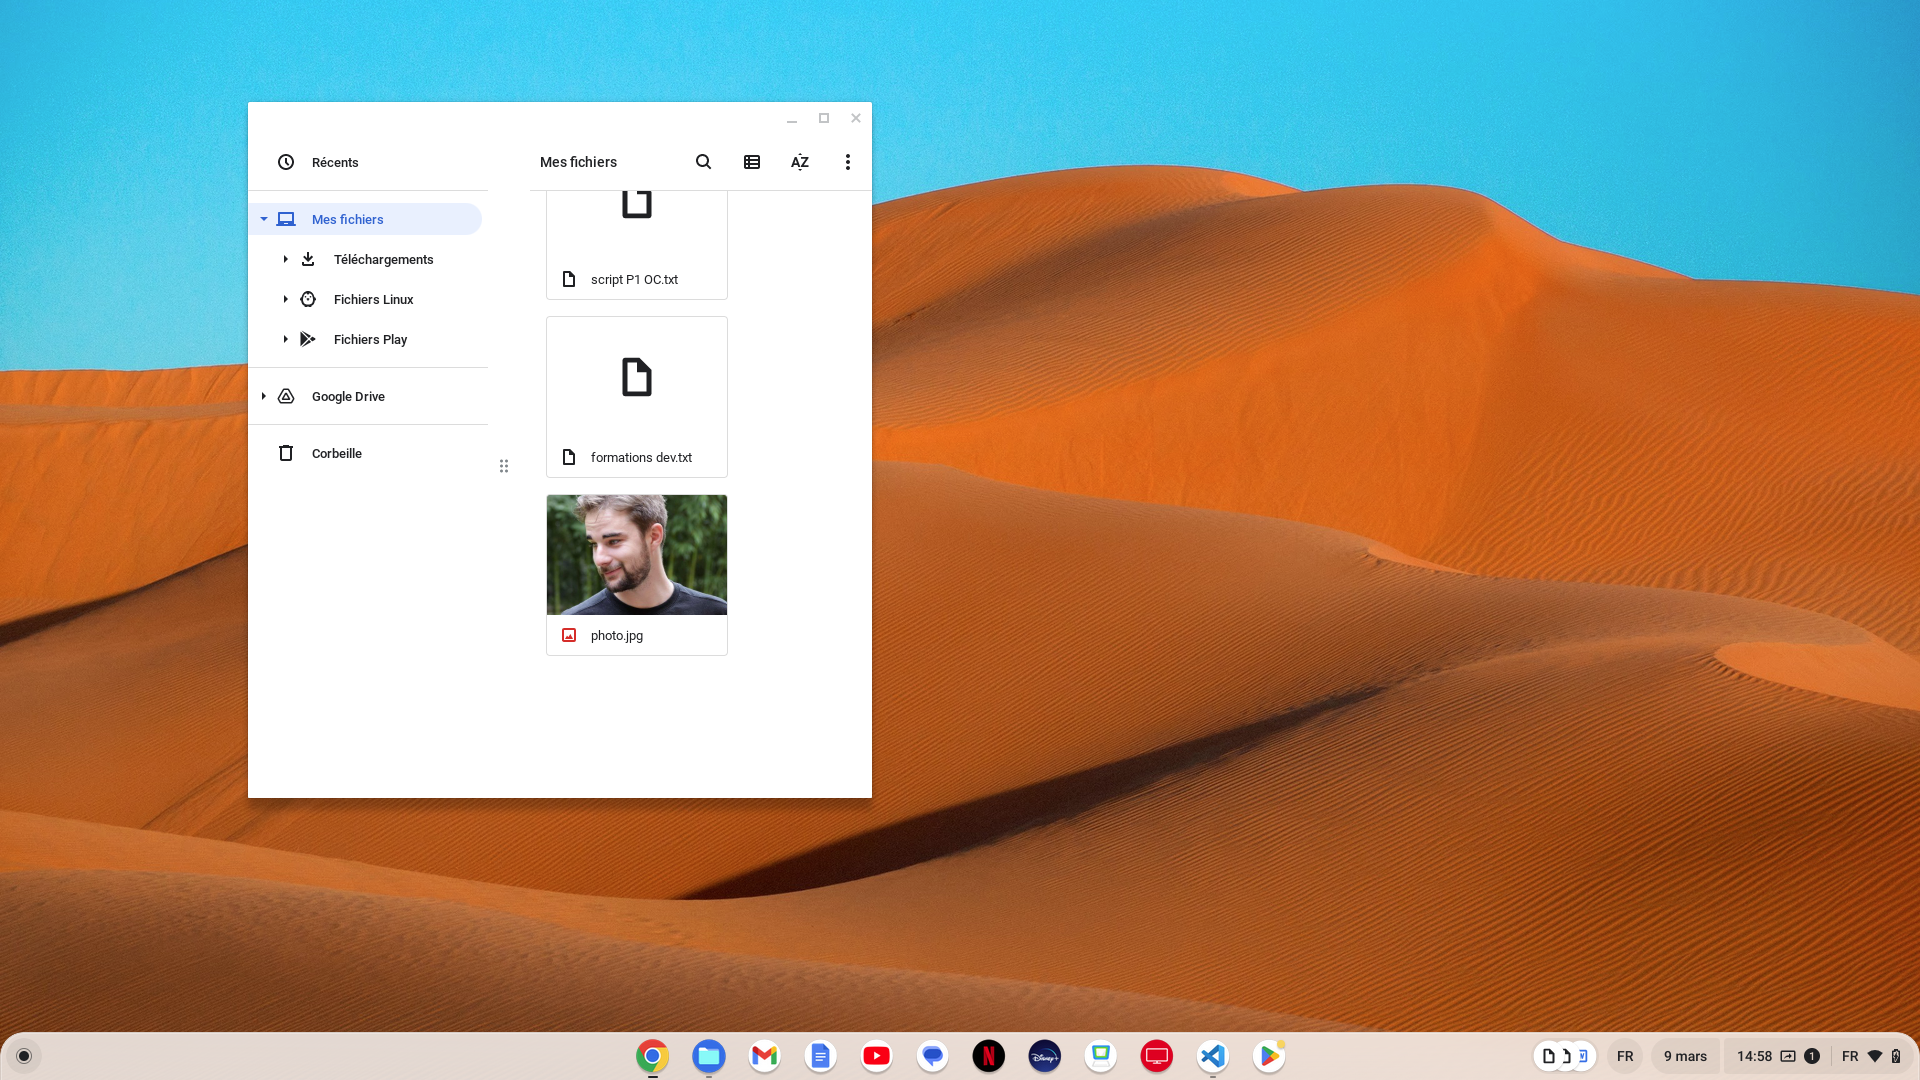 Récents
Mes fichiers
Mes fichiers
Téléchargements
Fichiers Linux
Fichiers Play
Google Drive
Corbeille
AZ
script P1 OC.txt
formations dev.txt
photo.jpg
Disney+
N
FR
9 mars
14:58
1
FR